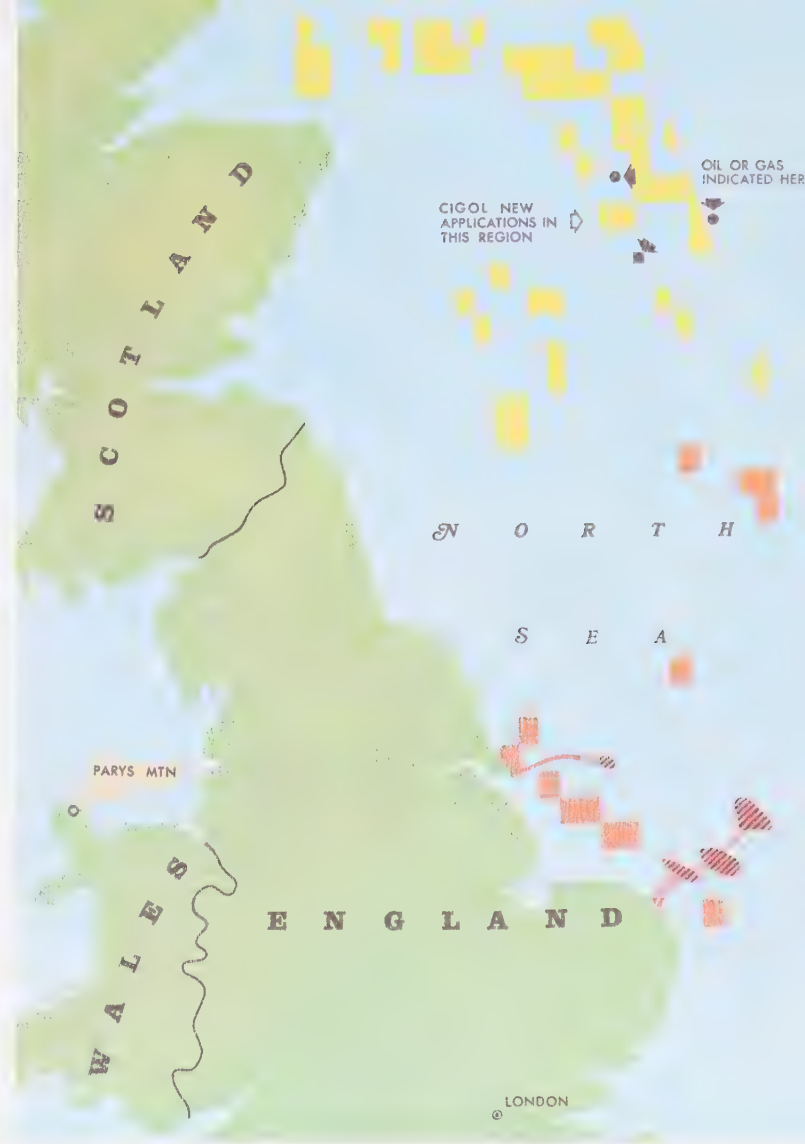 SCOTLAND
OIL OR GAS
INDICATED HER
CIGOL NEW
APPLICATIONS IN
THIS REGION
NORTH
SEA
PARYS MTN
WALES
ENGLAND
LONDON